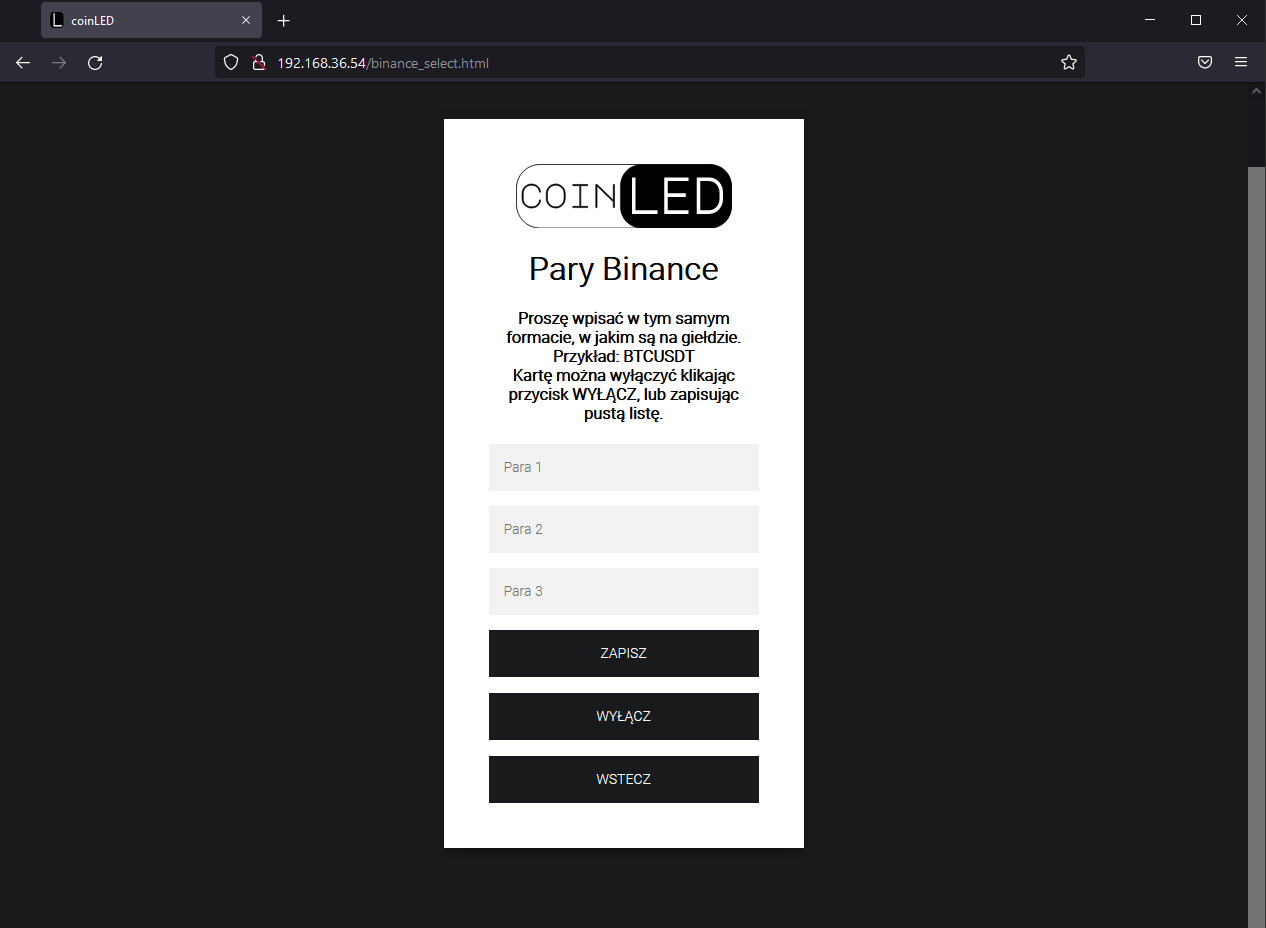 coinLED
192.168.36.54/binance_select.html
COINLED
Pary Binance
Proszę wpisać w tym samym
formacie, w jakim są na giełdzie.
Przykład: BTCUSDT
Kartę można wyłączyć klikając
przycisk WYŁĄCZ, lub zapisując
pustą listę.
Para 1
Para 2
Para 3
ZAPISZ
WYŁĄCZ
WSTECZ